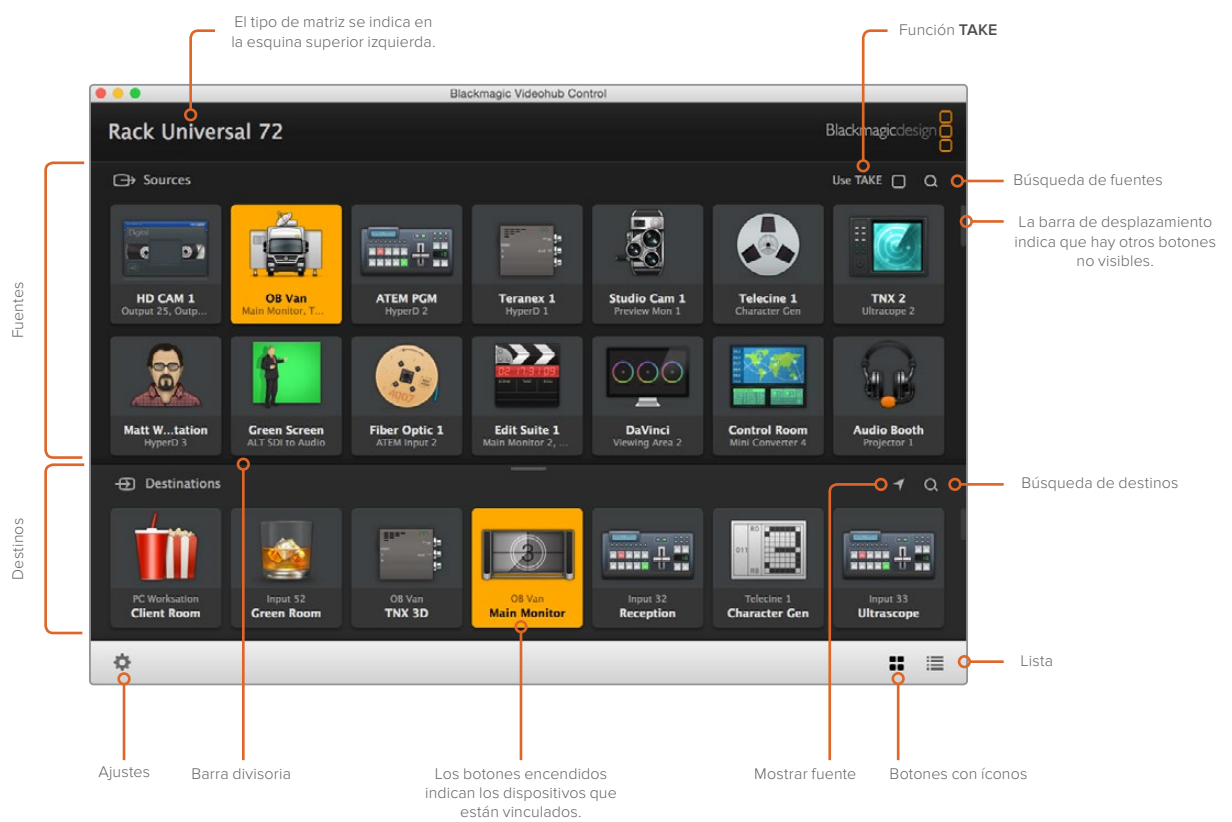 El tipo de matriz se indica en
la esquina superior izquierda.
Función TAKE
Blackmagic Videohub Control
Rack Universal 72
Blackmagicdesign
Sources
Use TAKE
Búsqueda de fuentes
La barra de desplazamiento
indica que hay otros botones
no visibles.
Fuentes
Digital
HD CAM 1
Output 25, Outp...
OB Van
Main Monitor, T...
ATEM PGM
HyperD 2
Teranex 1
HyperD 1
Studio Cam 1
Preview Mon 1
Telecine 1
Character Gen
TNX 2
Ultracope 2
4Q07
Matt W...tation
HyperD 3
Green Screen
ALT SDI to Audio
Fiber Optic 1
ATEM Input 2
Edit Suite 1
Main Monitor 2, ...
DaVinci
Viewing Area 2
Control Room
Mini Converter 4
Audio Booth
Projector 1
Destinations
Búsqueda de destinos
Destinos
3
RO
011
RB
PC Worksation
Client Room
Input 52
Green Room
OB Van
TNX 3D
OB Van
Main Monitor
Input 32
Reception
Telecine 1
Character Gen
Input 33
Ultrascope
Lista
Ajustes
Barra divisoria
Los botones encendidos
indican los dispositivos que
están vinculados.
Mostrar fuente
Botones con íconos